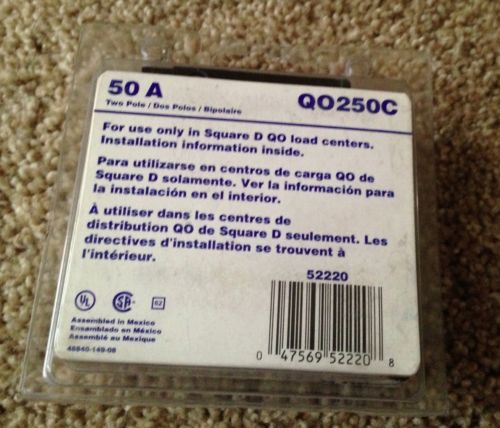 50 A
QO250C
Two Pole / Dos Polos / Bipolaire
For use only in Square D QO load centers.
Installation information inside.
Para utilizarse en centros de carga QO de
Square D solamente. Ver la información para
la instalación en el interior.
À utiliser dans les centres de
distribution QO de Square D seulement. Les
directives d'installation se trouvent à
l'intérieur.
52220
UL
SA
62
Assembled in Mexico
Ensamblado en México
Assemblé au Mexique
48840-149-08
0 47569 52220 8